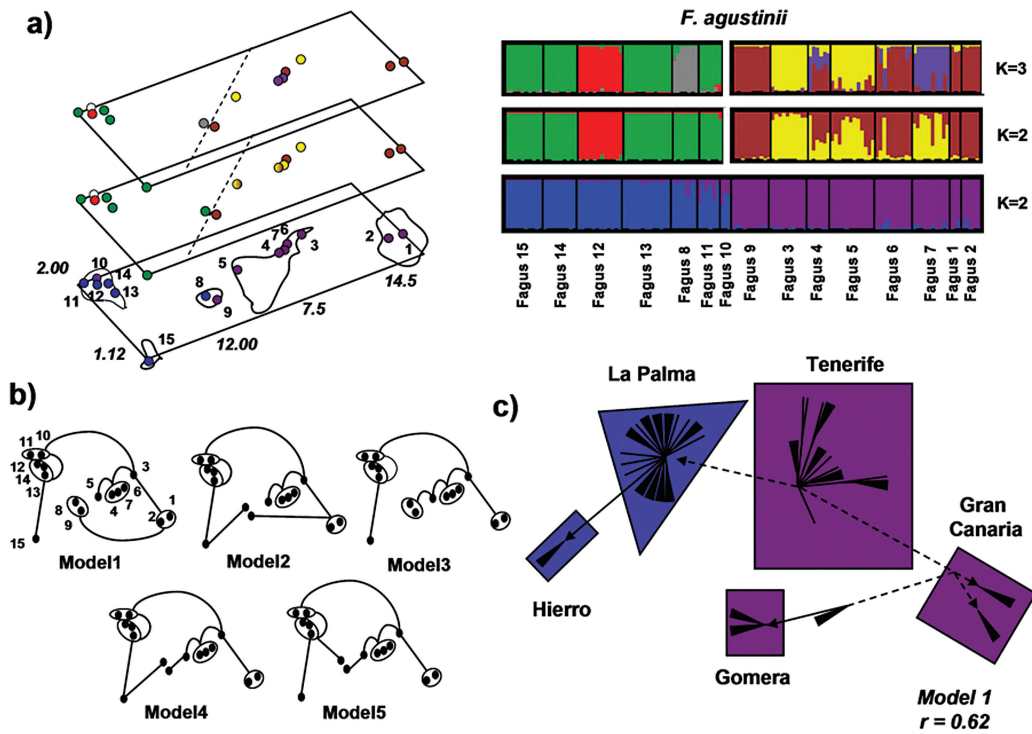 a)
F. agustinii
K=3
K=2
K=2
Fagus 15
Fagus 14
Fagus 12
Fagus 13
Fagus 8
Fagus 11
Fagus 10
Fagus 9
Fagus 3
Fagus 4
Fagus 5
Fagus 6
Fagus 7
Fagus 1
Fagus 2
2.00
10
14
11
12
13
8
9
5
4
7
6
3
2
1
14.5
7.5
12.00
1.12
15
b)
11
10
12
14
13
15
8
9
5
4
7
6
3
1
2
Model1
Model2
Model3
Model4
Model5
c)
La Palma
Tenerife
Gran
Canaria
Hierro
Gomera
Model 1
r = 0.62